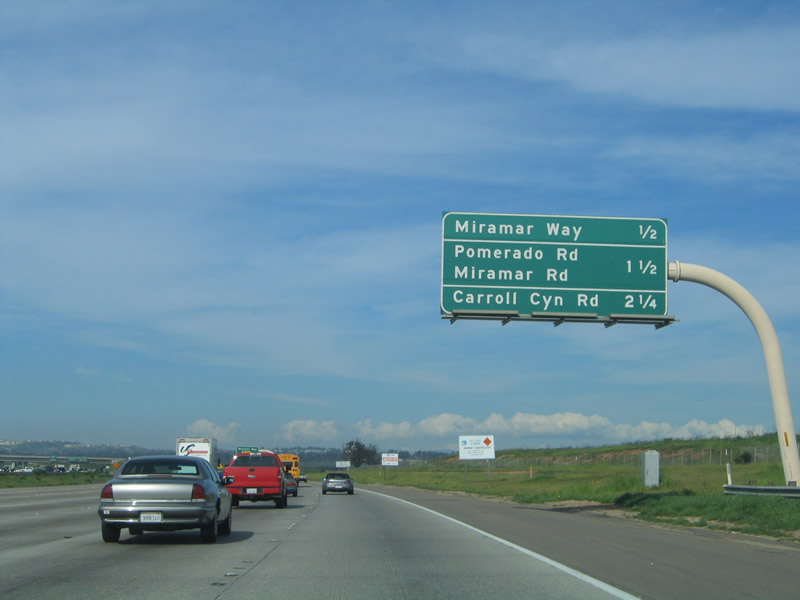 Miramar Way 1/2
Pomerado Rd
Miramar Rd 1 1/2
Carroll Cyn Rd 2 1/4